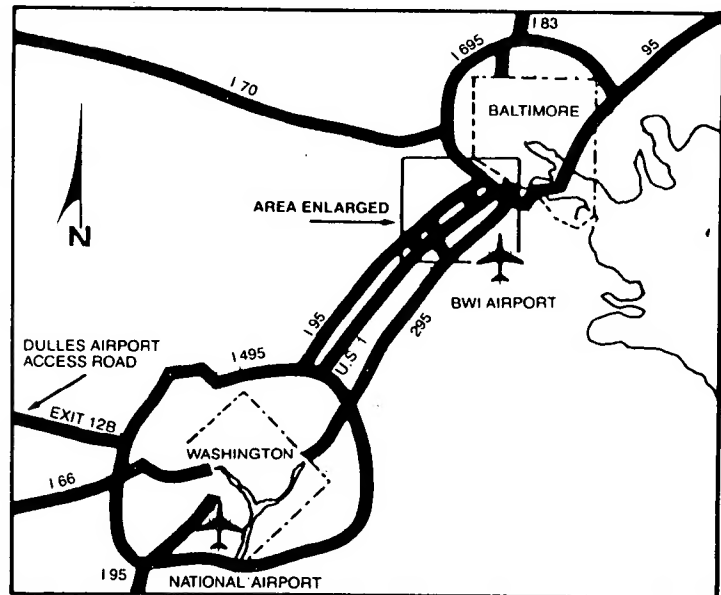 I 83
I 695
95
I 70
BALTIMORE
AREA ENLARGED
N
BWI AIRPORT
I 95
U.S 1
295
DULLES AIRPORT
ACCESS ROAD
I 495
EXIT 12B
WASHINGTON
I 66
I 95
NATIONAL AIRPORT